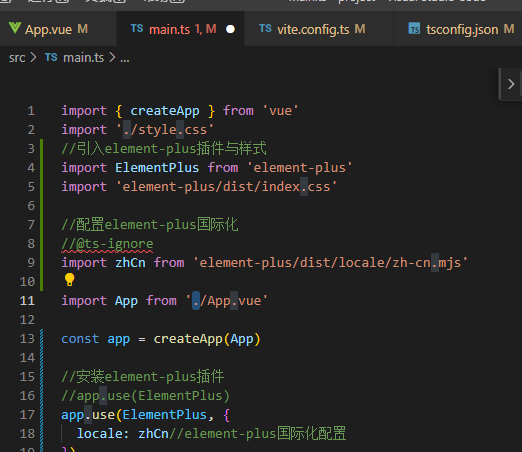 App.vue M
TS main.ts 1, M
TS vite.config.ts M
tsconfig.json M
src > TS main.ts > ...
1 import { createApp } from 'vue'
2 import './style.css'
3 //引入element-plus插件与样式
4 import ElementPlus from 'element-plus'
5 import 'element-plus/dist/index.css'
6
7 //配置element-plus国际化
8 //@ts-ignore
9 import zhCn from 'element-plus/dist/locale/zh-cn.mjs'
10
11 import App from './App.vue'
12
13 const app = createApp(App)
14
15 //安装element-plus插件
16 //app.use(ElementPlus)
17 app.use(ElementPlus, {
18 locale: zhCn//element-plus国际化配置
19 })